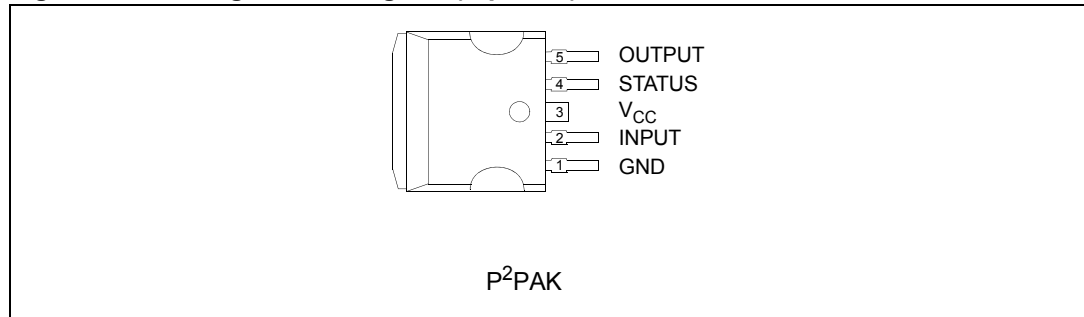 5 OUTPUT
4 STATUS
3 VCC
2 INPUT
1 GND
P²PAK